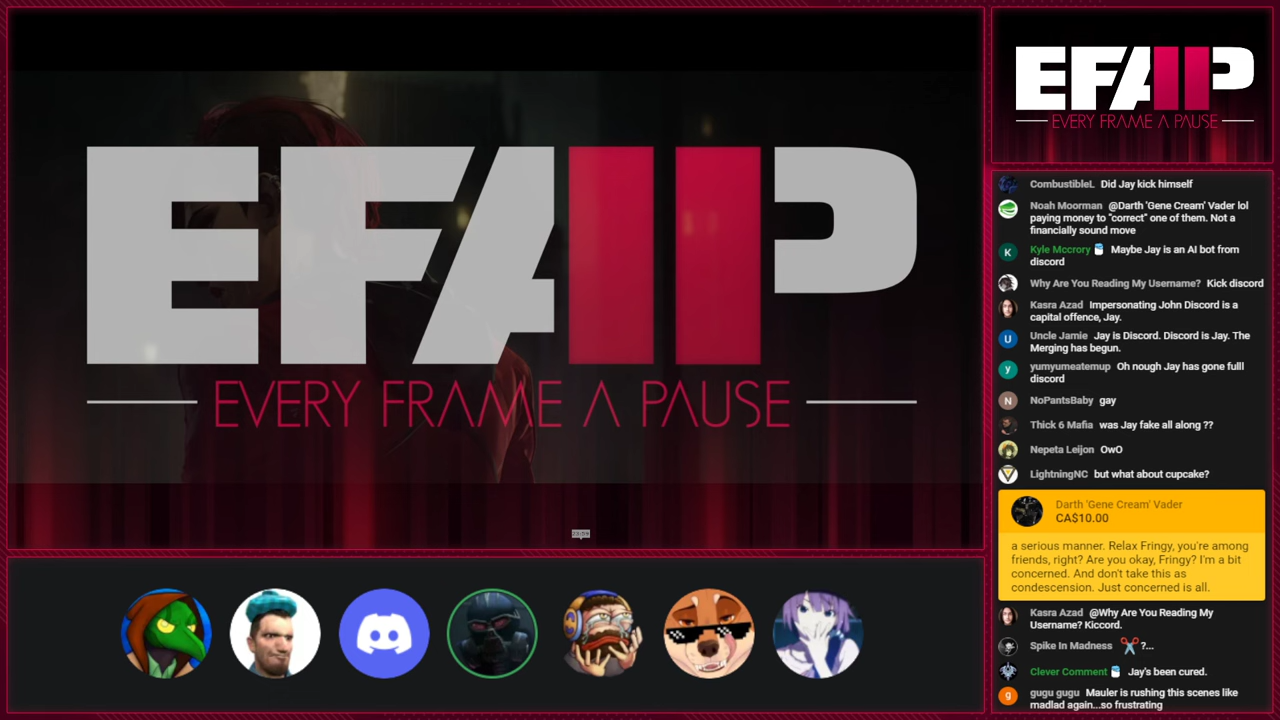 EFAP
EVERY FRAME A PAUSE
EFAP
EVERY FRAME A PAUSE
CombustibleL Did Jay kick himself
Noah Moorman @Darth 'Gene Cream' Vader lol
paying money to "correct" one of them. Not a
financially sound move
K
Kyle Mccrory Maybe Jay is an AI bot from
discord
Why Are You Reading My Username? Kick discord
Kasra Azad Impersonating John Discord is a
capital offence, Jay.
U
Uncle Jamie Jay is Discord. Discord is Jay. The
Merging has begun.
y
yumyumeatemup Oh nough Jay has gone fulll
discord
N
NoPantsBaby gay
Thick 6 Mafia was Jay fake all along ??
Nepeta Leijon OwO
LightningNC but what about cupcake?
Darth 'Gene Cream' Vader
CA$10.00
a serious manner. Relax Fringy, you're among
friends, right? Are you okay, Fringy? I'm a bit
concerned. And don't take this as
condescension. Just concerned is all.
Kasra Azad @Why Are You Reading My
Username? Kiccord.
Spike In Madness ?...
Clever Comment Jay's been cured.
g
gugu gugu Mauler is rushing this scenes like
madlad again...so frustrating